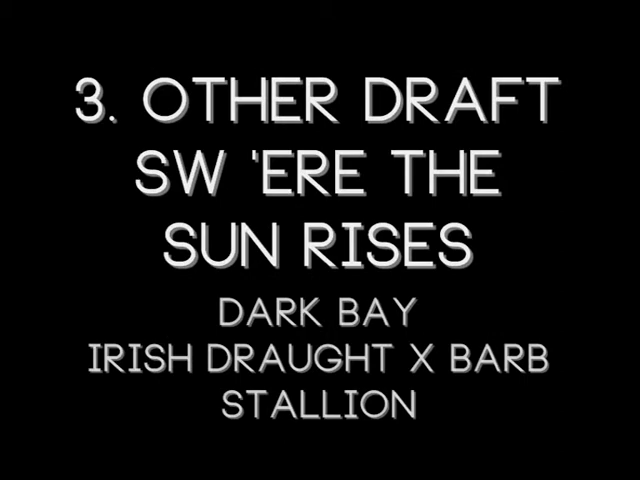 3. OTHER DRAFT
SW 'ERE THE
SUN RISES
DARK BAY
IRISH DRAUGHT X BARB
STALLION